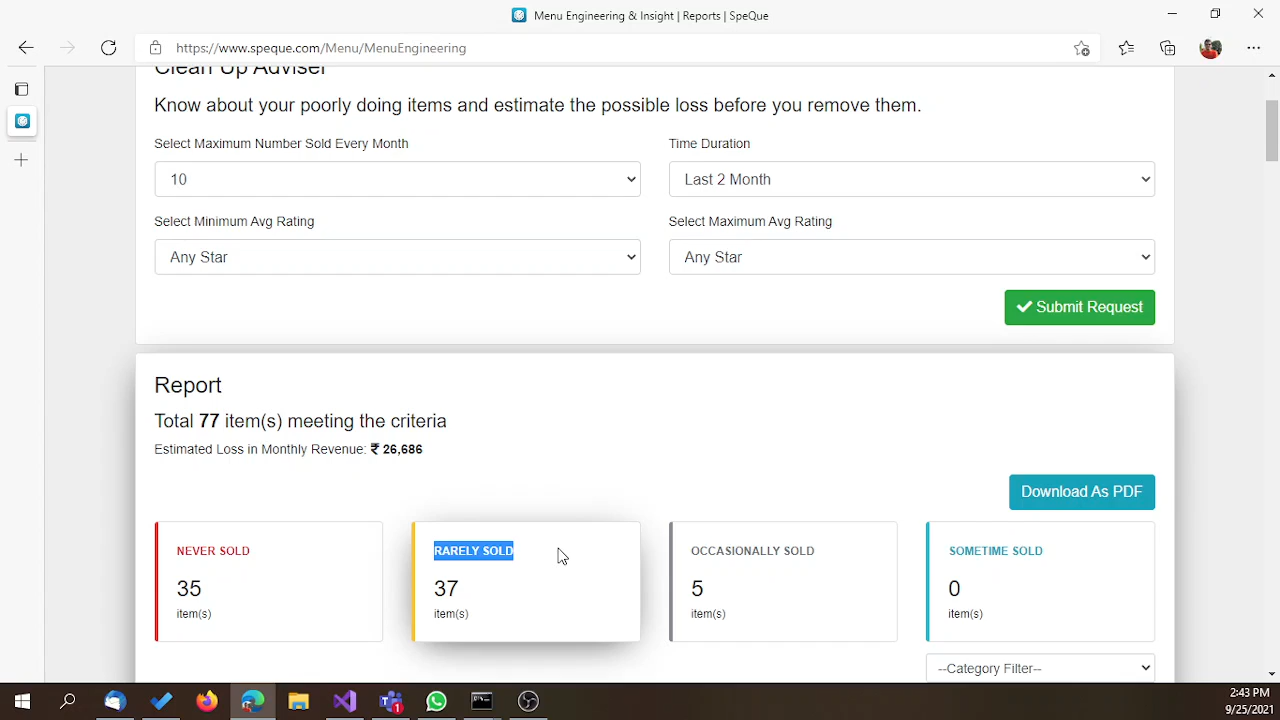 Menu Engineering & Insight | Reports | SpeQue
https://www.speque.com/Menu/MenuEngineering
Clean Up Adviser
Know about your poorly doing items and estimate the possible loss before you remove them.
Select Maximum Number Sold Every Month
Time Duration
10
Last 2 Month
Select Minimum Avg Rating
Select Maximum Avg Rating
Any Star
Any Star
Submit Request
Report
Total 77 item(s) meeting the criteria
Estimated Loss in Monthly Revenue: ₹ 26,686
Download As PDF
NEVER SOLD
35
item(s)
RARELY SOLD
37
item(s)
OCCASIONALLY SOLD
5
item(s)
SOMETIME SOLD
0
item(s)
--Category Filter--
1
2:43 PM
9/25/2021